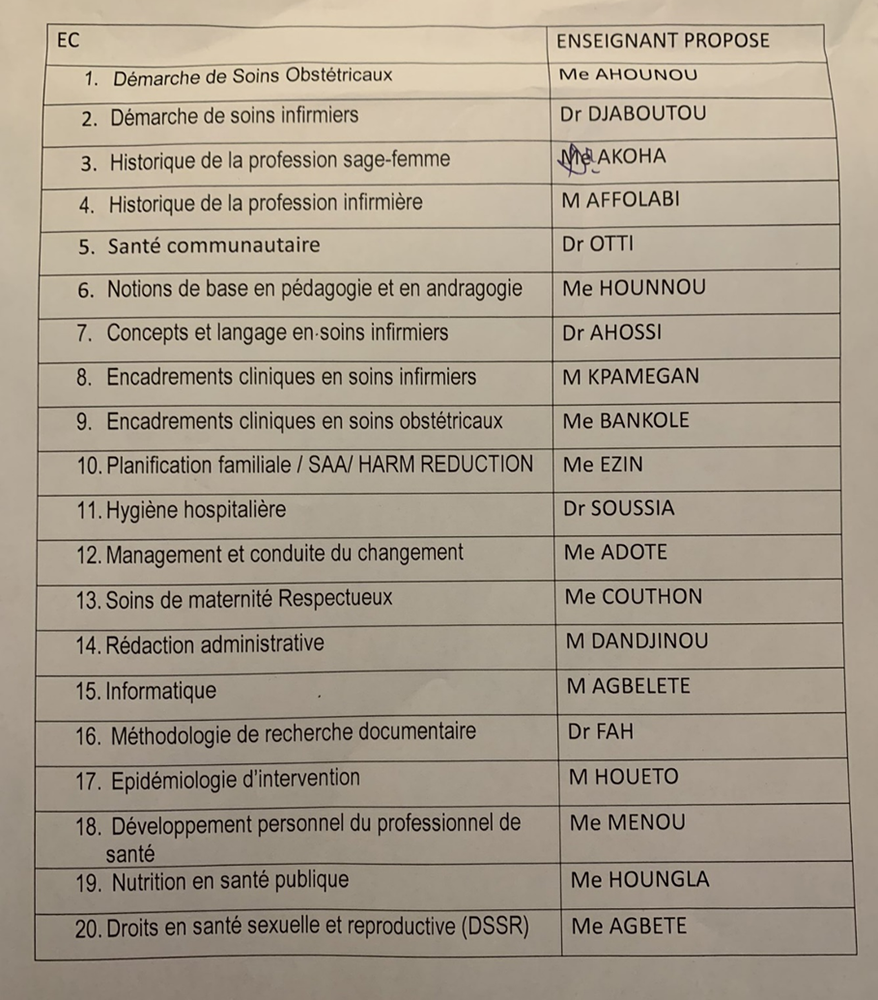 EC ENSEIGNANT PROPOSE
1. Démarche de Soins Obstétricaux Me AHOUNOU
2. Démarche de soins infirmiers Dr DJABOUTOU
3. Historique de la profession sage-femme AKOHA
4. Historique de la profession infirmière M AFFOLABI
5. Santé communautaire Dr OTTI
6. Notions de base en pédagogie et en andragogie Me HOUNNOU
7. Concepts et langage en soins infirmiers Dr AHOSSI
8. Encadrements cliniques en soins infirmiers M KPAMEGAN
9. Encadrements cliniques en soins obstétricaux Me BANKOLE
10. Planification familiale / SAA/ HARM REDUCTION Me EZIN
11. Hygiène hospitalière Dr SOUSSIA
12. Management et conduite du changement Me ADOTE
13. Soins de maternité Respectueux Me COUTHON
14. Rédaction administrative M DANDJINOU
15. Informatique M AGBELETE
16. Méthodologie de recherche documentaire Dr FAH
17. Epidémiologie d'intervention M HOUETO
18. Développement personnel du professionnel de Me MENOU
santé
19. Nutrition en santé publique Me HOUNGLA
20. Droits en santé sexuelle et reproductive (DSSR) Me AGBETE